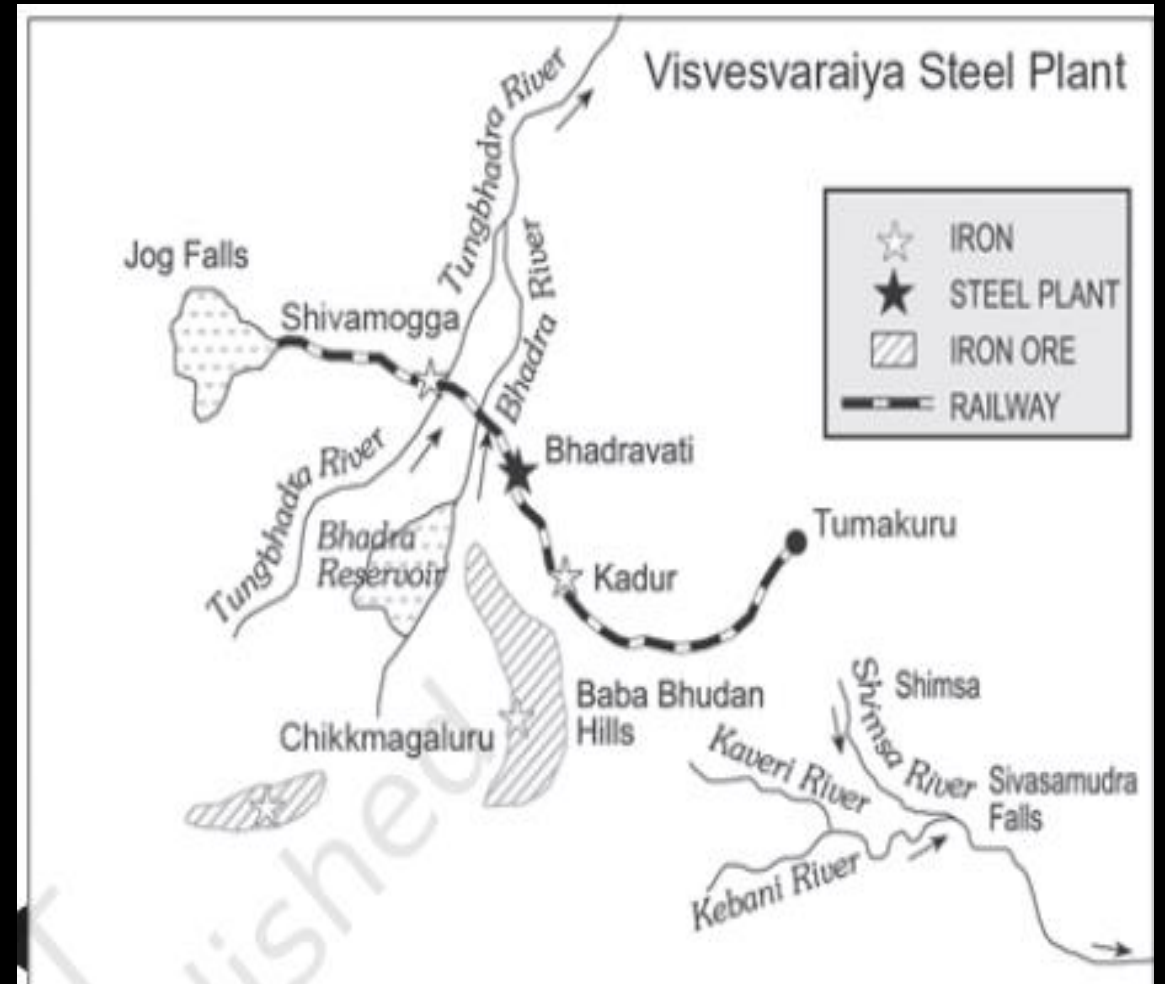 Visvesvaraiya Steel Plant
IRON
STEEL PLANT
IRON ORE
RAILWAY
Tungbhadra River
Jog Falls
Shivamogga
Bhadra River
Bhadravati
Tungbhadra River
Bhadra
Reservoir
Tumakuru
Kadur
Baba Bhudan
Hills
Chikkmagaluru
Shimsa
Shimsa River
Kaveri River
Sivasamudra
Falls
Kebani River
T
lished